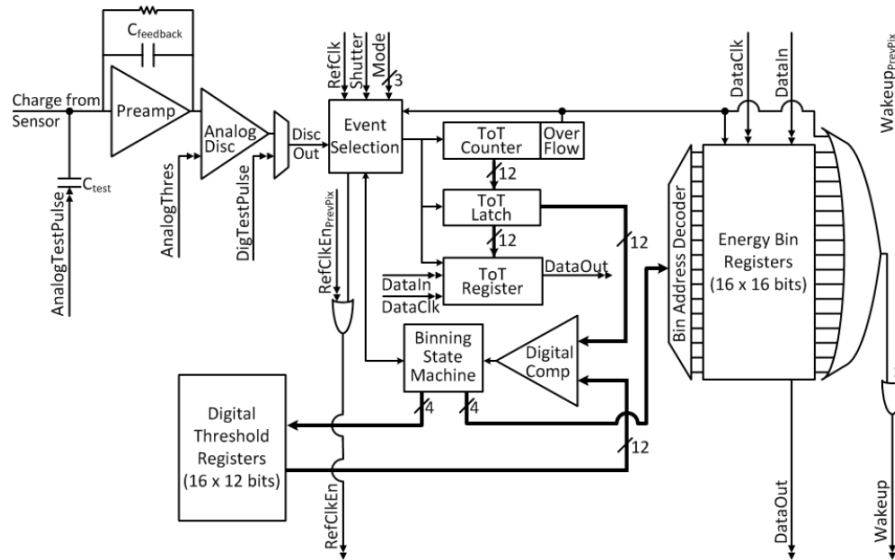 C_feedback
Charge from
Sensor
Preamp
Analog
Disc
C_test
AnalogTestPulse
AnalogThres
DigTestPulse
Disc
Out
RefClk
Shutter
Mode
3
Event
Selection
ToT
Counter
Over
Flow
12
ToT
Latch
12
12
ToT
Register
DataOut
DataIn
DataClk
RefClkEn_PrevPix
Binning
State
Machine
Digital
Comp
4
4
12
Digital
Threshold
Registers
(16 x 12 bits)
RefClkEn
Bin Address Decoder
DataClk
DataIn
Energy Bin
Registers
(16 x 16 bits)
DataOut
Wakeup_PrevPix
Wakeup